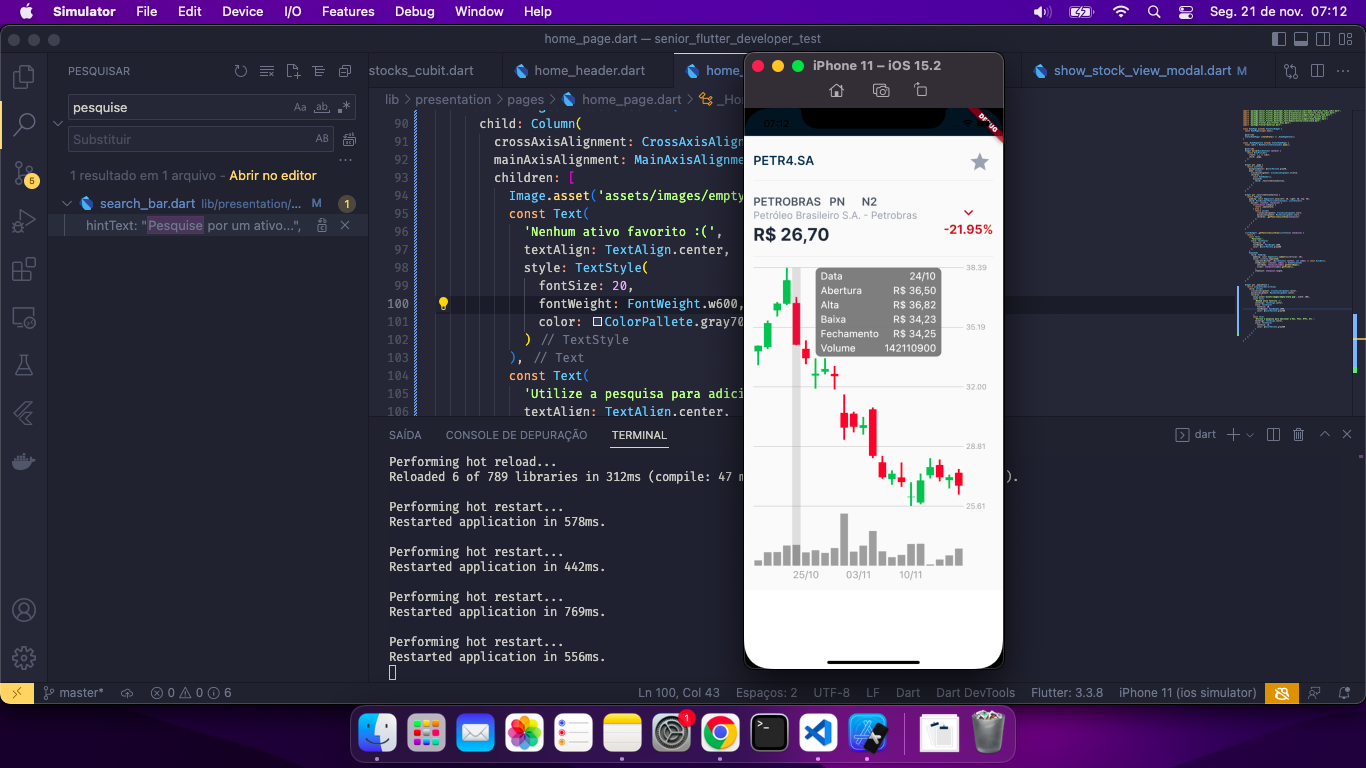 Simulator File Edit Device I/O Features Debug Window Help Seg. 21 de nov. 07:12
home_page.dart — senior_flutter_developer_test
PESQUISAR
pesquise
Aa ab
Substituir AB
1 resultado em 1 arquivo - Abrir no editor
search_bar.dart lib/presentation/... M 1
hintText: "Pesquise por um ativo...",
5
stocks_cubit.dart home_header.dart home_ show_stock_view_modal.dart M
lib > presentation > pages > home_page.dart > _Ho
90 child: Column(
91 crossAxisAlignment: CrossAxisAlign
92 mainAxisAlignment: MainAxisAlignme
93 children: [
94 Image.asset('assets/images/empty
95 const Text(
96 'Nenhum ativo favorito :(',
97 textAlign: TextAlign.center,
98 style: TextStyle(
99 fontSize: 20,
100 fontWeight: FontWeight.w600,
101 color: ColorPallete.gray70
102 ) // TextStyle
103 ), // Text
104 const Text(
105 'Utilize a pesquisa para adici
106 textAlign: TextAlign.center,
SAÍDA CONSOLE DE DEPURAÇÃO TERMINAL
dart
Performing hot reload...
Reloaded 6 of 789 libraries in 312ms (compile: 47 m ).
Performing hot restart...
Restarted application in 578ms.
Performing hot restart...
Restarted application in 442ms.
Performing hot restart...
Restarted application in 769ms.
Performing hot restart...
Restarted application in 556ms.
iPhone 11 – iOS 15.2
07:12
DEBUG
PETR4.SA
PETROBRAS PN N2
Petróleo Brasileiro S.A. - Petrobras
R$ 26,70
-21.95%
38.39
Data 24/10
Abertura R$ 36,50
Alta R$ 36,82
Baixa R$ 34,23
Fechamento R$ 34,25
Volume 142110900
35.19
32.00
28.81
25.61
25/10 03/11 10/11
master* 0 0 6 Ln 100, Col 43 Espaços: 2 UTF-8 LF Dart Dart DevTools Flutter: 3.3.8 iPhone 11 (ios simulator)
1